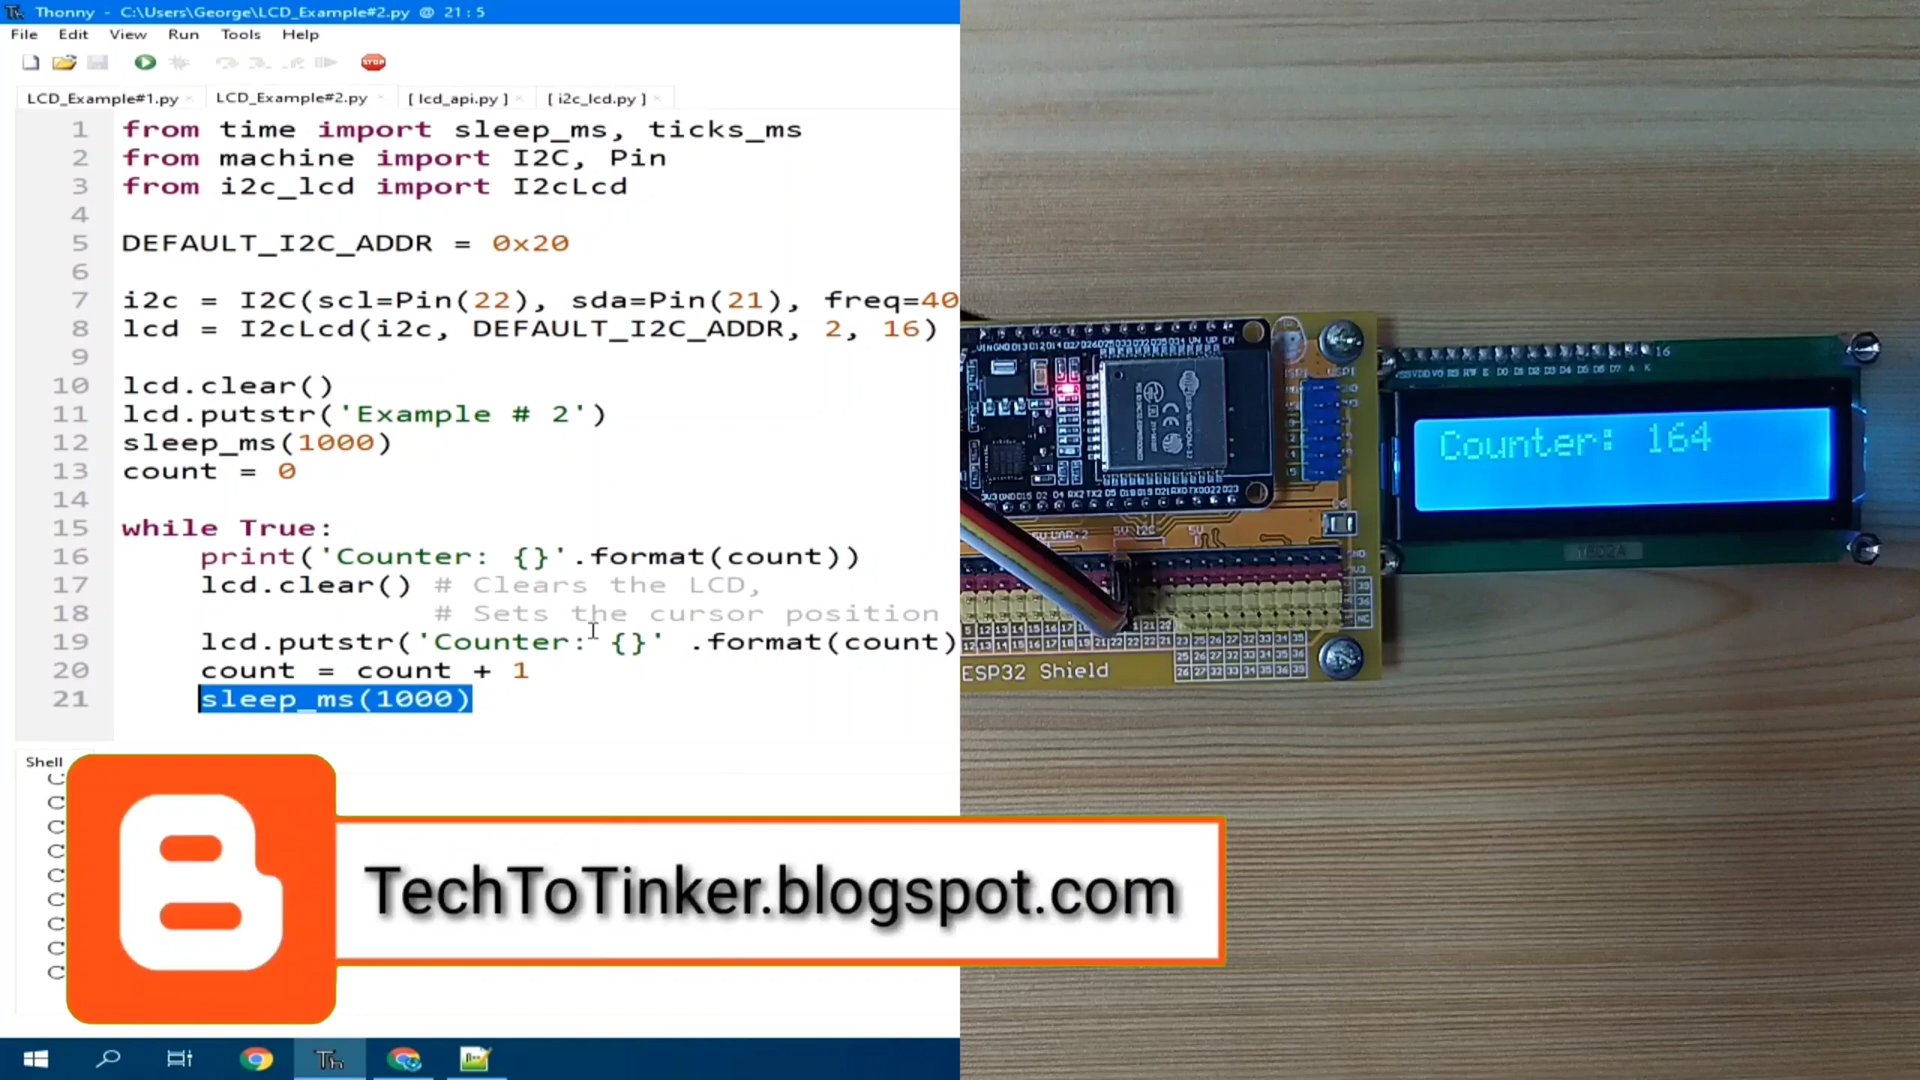 Thonny - C:\Users\George\LCD_Example#2.py @ 21 : 5
File Edit View Run Tools Help
STOP
LCD_Example#1.py × LCD_Example#2.py × [ lcd_api.py ] × [ i2c_lcd.py ] ×
1 from time import sleep_ms, ticks_ms
2 from machine import I2C, Pin
3 from i2c_lcd import I2cLcd
4
5 DEFAULT_I2C_ADDR = 0x20
6
7 i2c = I2C(scl=Pin(22), sda=Pin(21), freq=40
8 lcd = I2cLcd(i2c, DEFAULT_I2C_ADDR, 2, 16)
9
10 lcd.clear()
11 lcd.putstr('Example # 2')
12 sleep_ms(1000)
13 count = 0
14
15 while True:
16 print('Counter: {}'.format(count))
17 lcd.clear() # Clears the LCD,
18 # Sets the cursor position
19 lcd.putstr('Counter: {}' .format(count)
20 count = count + 1
21 sleep_ms(1000)
Shell
TechToTinker.blogspot.com
Counter: 164
16
1602A
ESP32 Shield